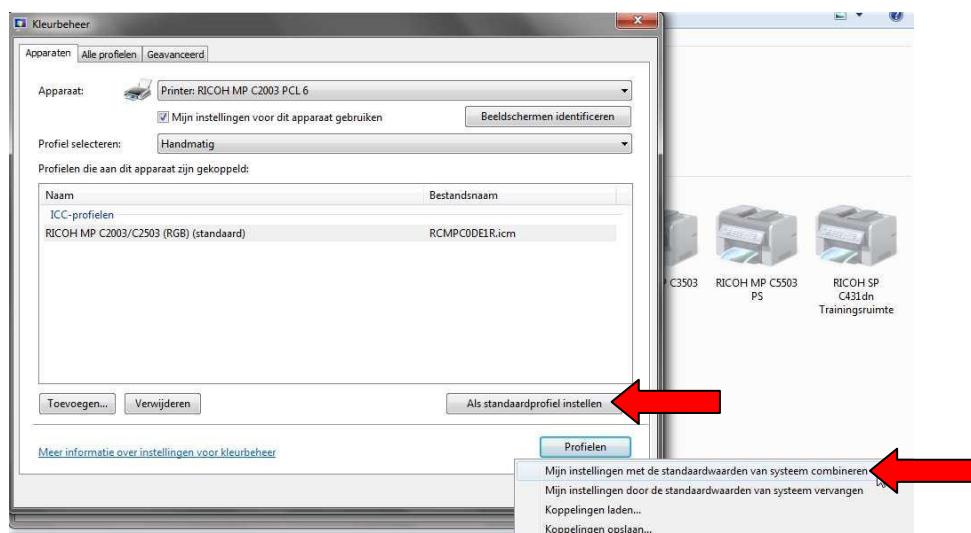 Kleurbeheer
Apparaten Alle profielen Geavanceerd
Apparaat: Printer: RICOH MP C2003 PCL 6
Mijn instellingen voor dit apparaat gebruiken Beeldschermen identificeren
Profiel selecteren: Handmatig
Profielen die aan dit apparaat zijn gekoppeld:
Naam Bestandsnaam
ICC-profielen
RICOH MP C2003/C2503 (RGB) (standaard) RCMPC0DE1R.icm
C3503 RICOH MP C5503 RICOH SP
PS C431dn
Trainingsruimte
Toevoegen... Verwijderen Als standaardprofiel instellen
Meer informatie over instellingen voor kleurbeheer Profielen
Mijn instellingen met de standaardwaarden van systeem combineren
Mijn instellingen door de standaardwaarden van systeem vervangen
Koppelingen laden...
Koppelingen opslaan...